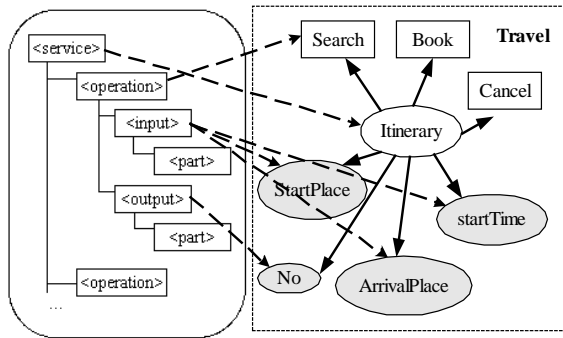 <service>
<operation>
<input>
<part>
<output>
<part>
<operation>
...
Search
Book
Travel
Cancel
Itinerary
StartPlace
startTime
No
ArrivalPlace